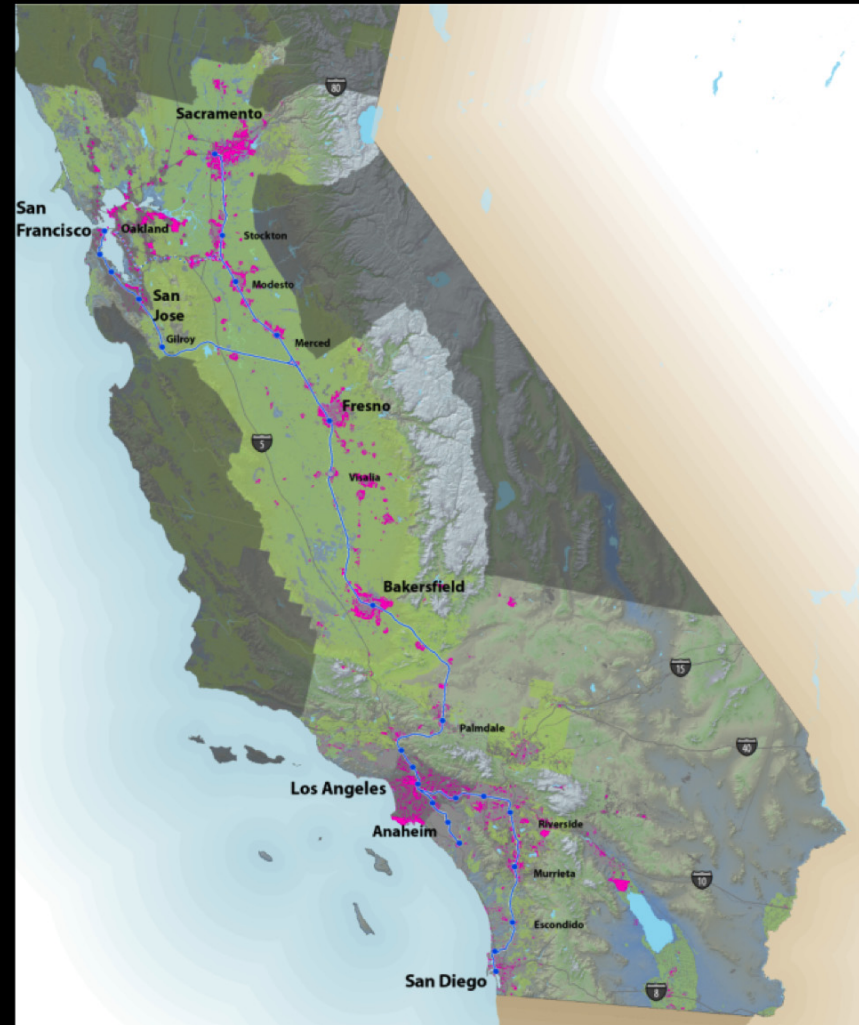 80
Sacramento
San
Francisco
Oakland
Stockton
Modesto
San
Jose
Gilroy
Merced
Fresno
5
Visalia
Bakersfield
15
Palmdale
40
Los Angeles
Anaheim
Riverside
Murrieta
10
Escondido
San Diego
8